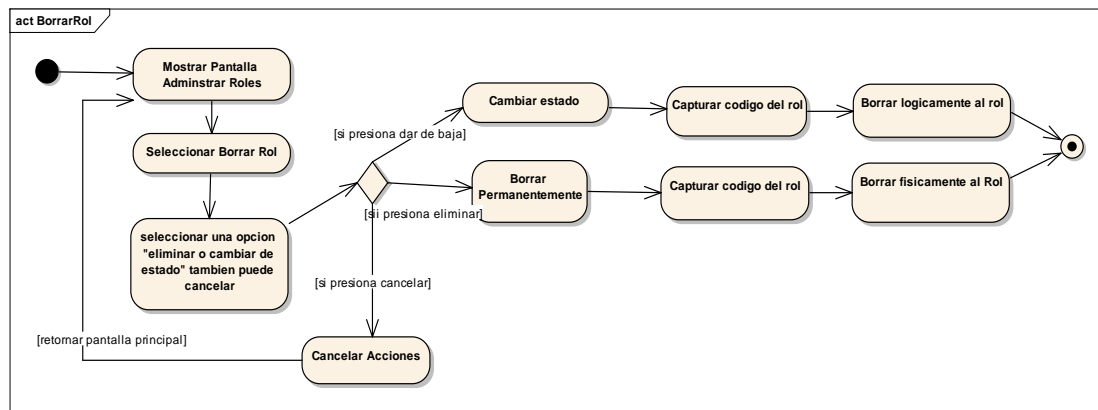 act BorrarRol
Mostrar Pantalla
Adminstrar Roles
Seleccionar Borrar Rol
seleccionar una opcion
"eliminar o cambiar de
estado" tambien puede
cancelar
[si presiona dar de baja]
Cambiar estado
Capturar codigo del rol
Borrar logicamente al rol
[sii presiona eliminar]
Borrar
Permanentemente
Capturar codigo del rol
Borrar fisicamente al Rol
[si presiona cancelar]
Cancelar Acciones
[retornar pantalla principal]